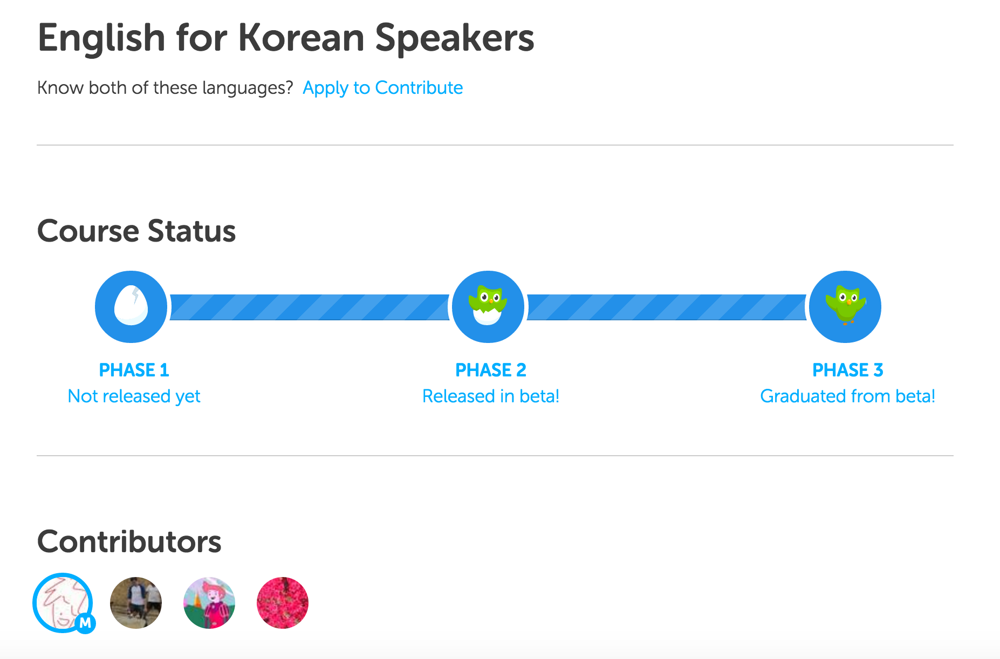 English for Korean Speakers
Know both of these languages? Apply to Contribute
Course Status
PHASE 1
Not released yet
PHASE 2
Released in beta!
PHASE 3
Graduated from beta!
Contributors
M